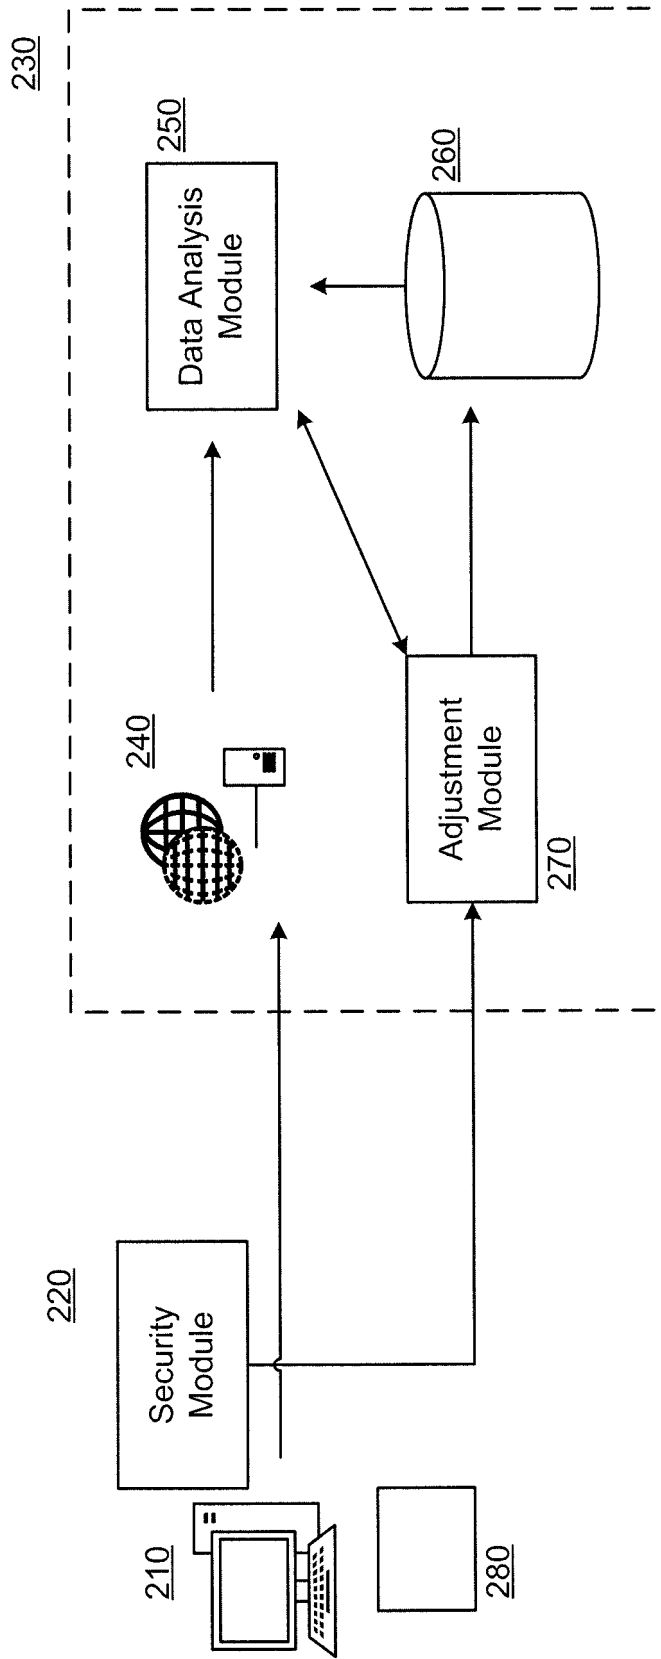 230
250
Data Analysis
Module
260
240
Adjustment
Module
270
220
Security
Module
210
280